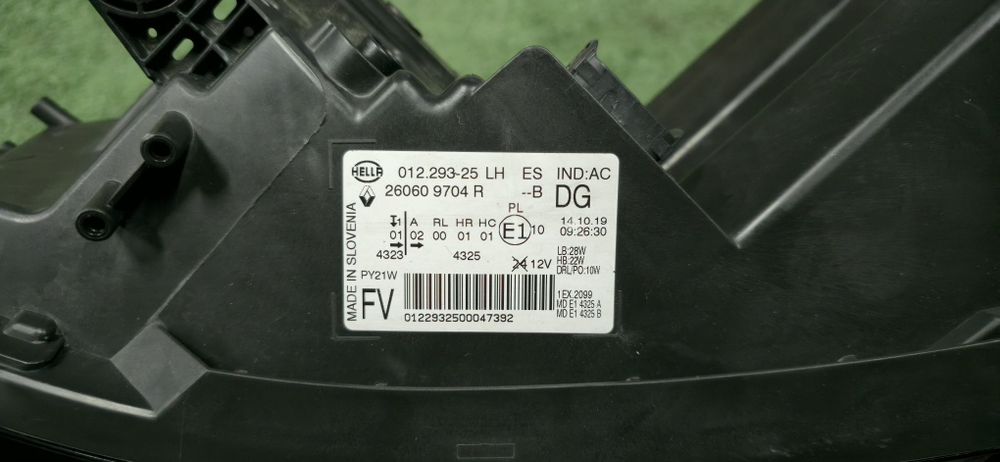 HELLA 012.293-25 LH ES IND:AC
26060 9704 R --B DG
PL
1 A RL HR HC E1 10 14.10.19
01 02 00 01 01 09:26:30
4323 4325 24 12V LB:28W
HB:22W
DRL/PO:10W
PY21W
FV
1EX.2099
MD E1 4325 A
MD E1 4325 B
0122932500047392
MADE IN SLOVENIA